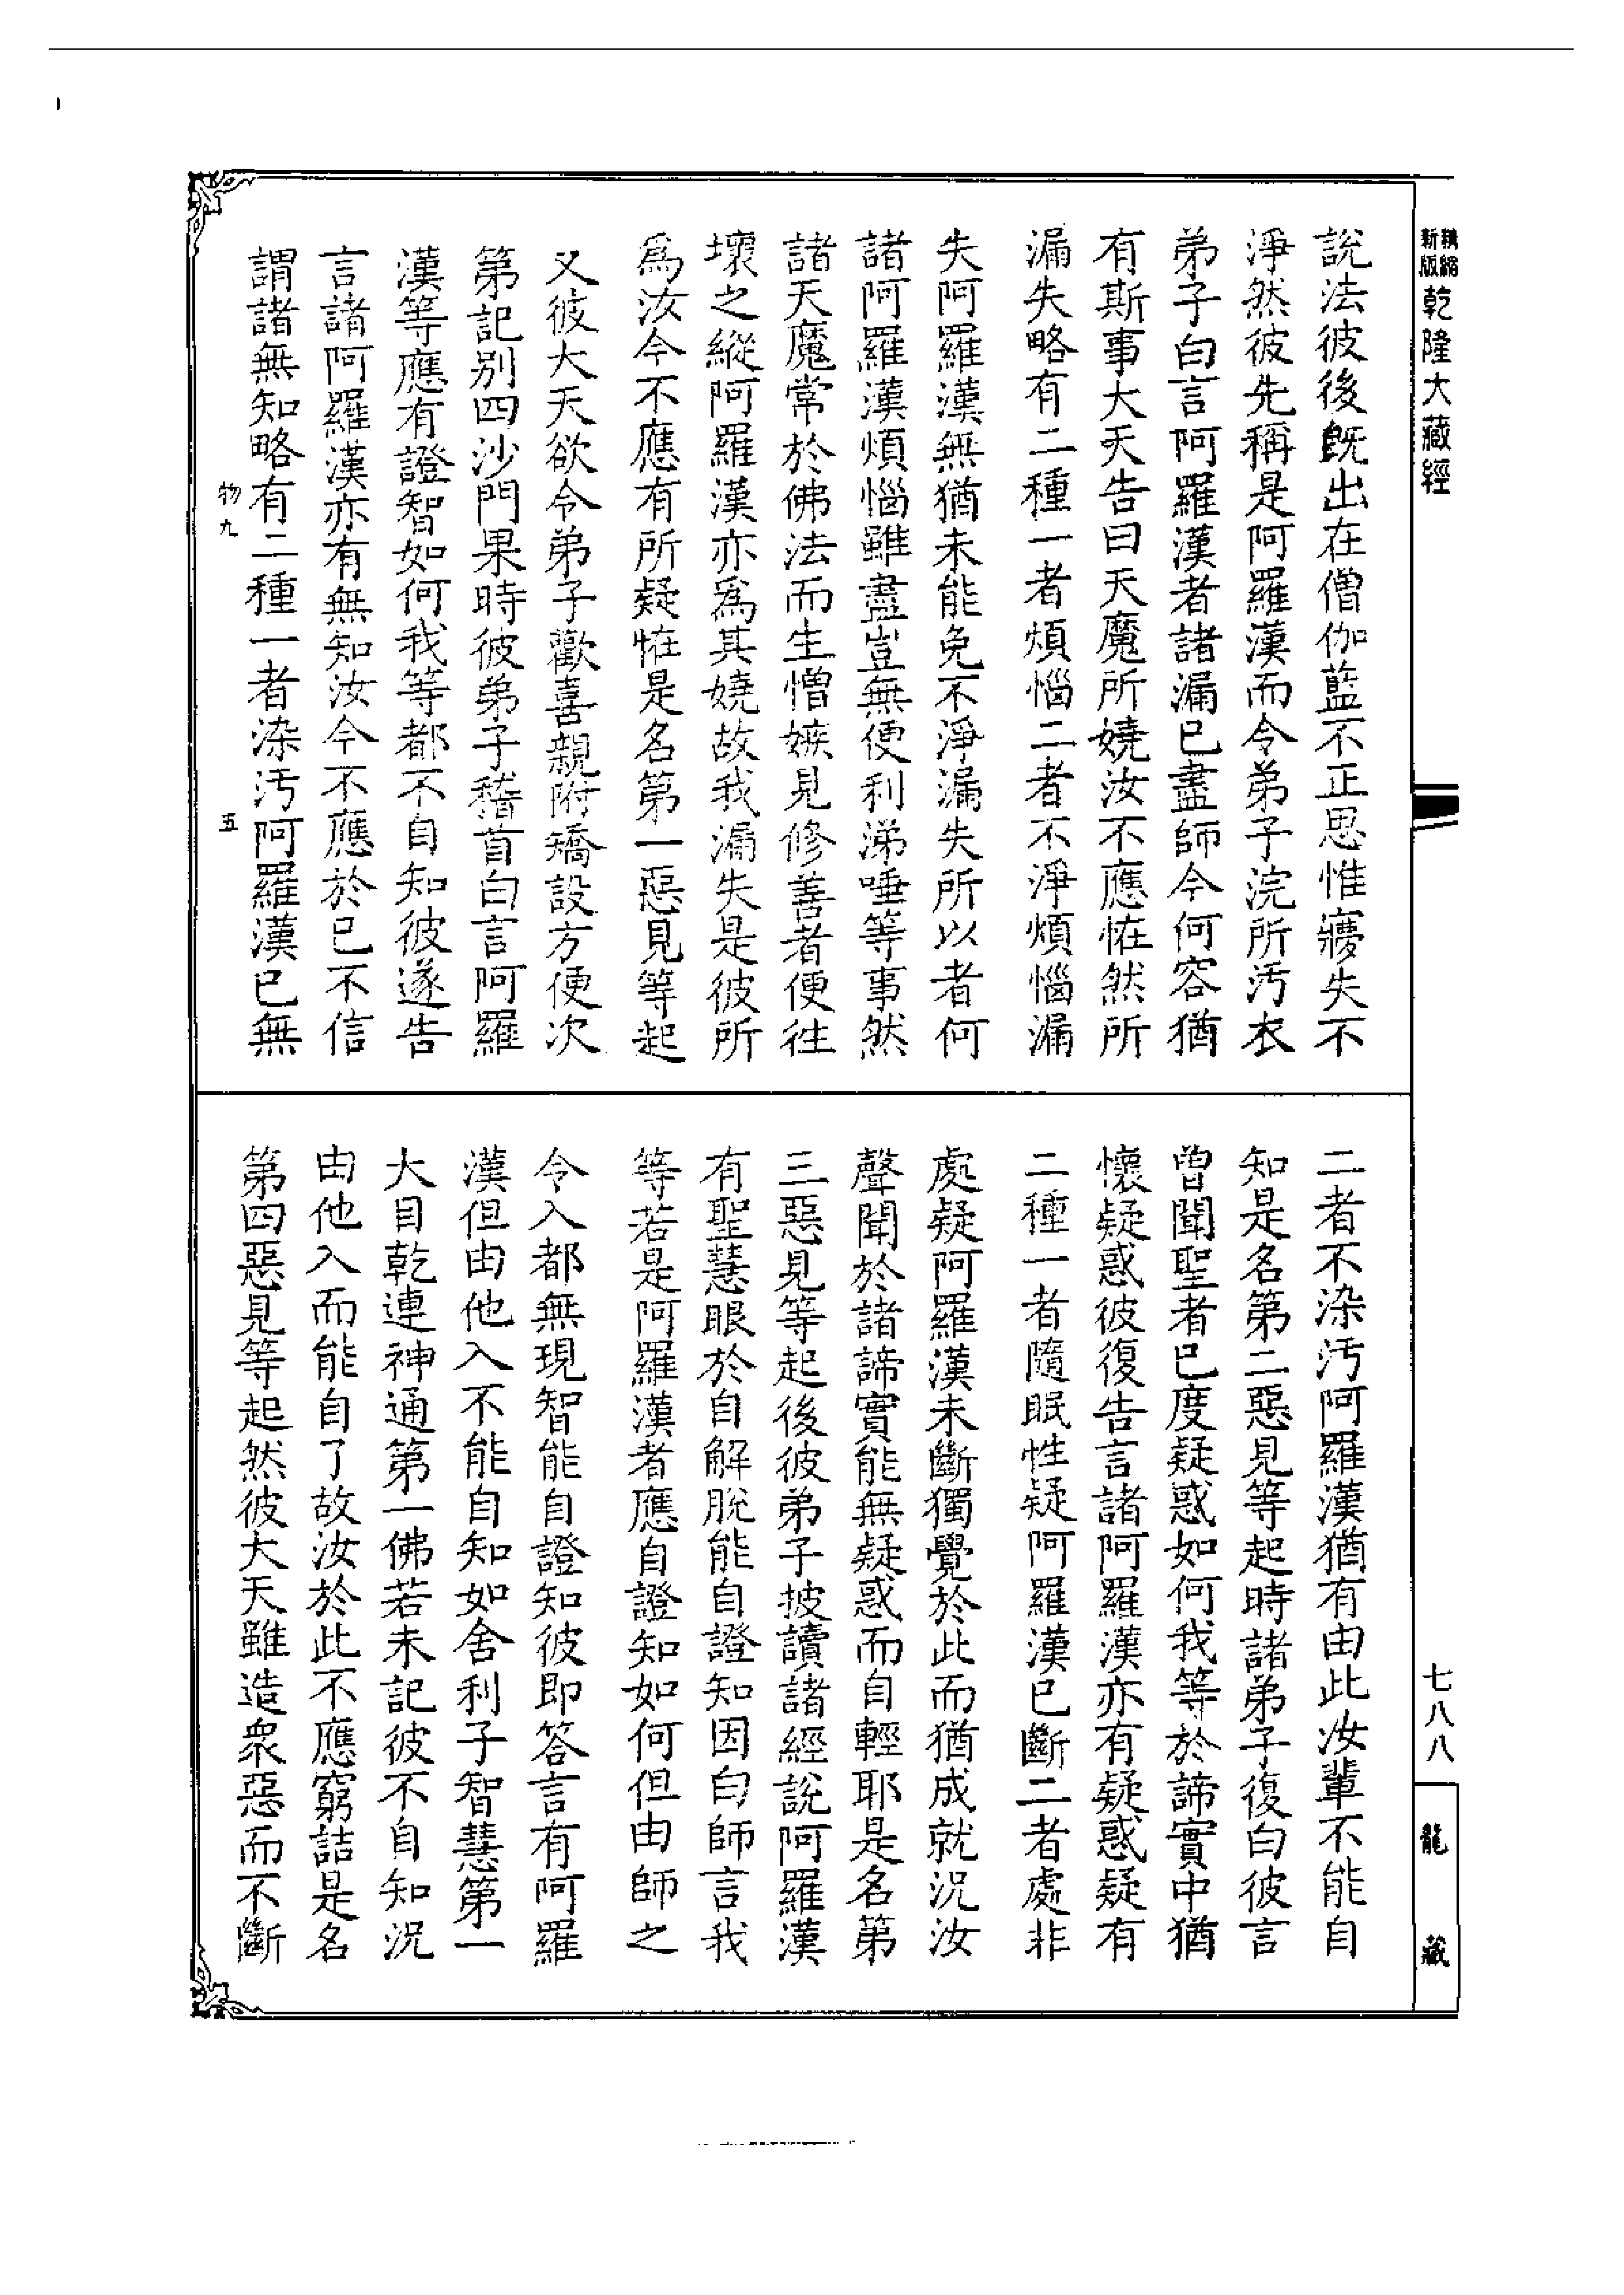 新版
縮
乾隆大藏經
說法彼後既出在僧伽藍不正思惟㝱失不
淨然彼先稱是阿羅漢而令弟子浣所汚衣
弟子白言阿羅漢者諸漏已盡師今何容猶
有斯事大天告曰天魔所嬈汝不應恠然所
漏失略有二種一者煩惱二者不淨煩惱漏
失阿羅漢無猶未能免不淨漏失所以者何
諸阿羅漢煩惱雖盡豈無便利涕唾等事然
諸天魔常於佛法而生憎嫉見修善者便往
壞之縱阿羅漢亦爲其嬈故我漏失是彼所
爲汝今不應有所疑恠是名第一惡見等起
又彼大天欲令弟子歡喜親附矯設方便次
第記別四沙門果時彼弟子稽首白言阿羅
漢等應有證智如何我等都不自知彼遂告
言諸阿羅漢亦有無知汝今不應於已不信
謂諸無知略有二種一者染汚阿羅漢已無
物九
五
二者不染汚阿羅漢猶有由此汝輩不能自
知是名第二惡見等起時諸弟子復白彼言
曾聞聖者已度疑惑如何我等於諦實中猶
懷疑惑彼復告言諸阿羅漢亦有疑惑疑有
二種一者隨眠性疑阿羅漢已斷二者處非
處疑阿羅漢未斷獨覺於此而猶成就況汝
聲聞於諸諦實能無疑惑而自輕耶是名第
三惡見等起後彼弟子披讀諸經說阿羅漢
有聖慧眼於自解脫能自證知因白師言我
等若是阿羅漢者應自證知如何但由師之
令入都無現智能自證知彼即答言有阿羅
漢但由他入不能自知如舍利子智慧第一
大目乾連神通第一佛若未記彼不自知況
由他入而能自了故汝於此不應窮詰是名
第四惡見等起然彼大天雖造衆惡而不斷
七八八
龍藏